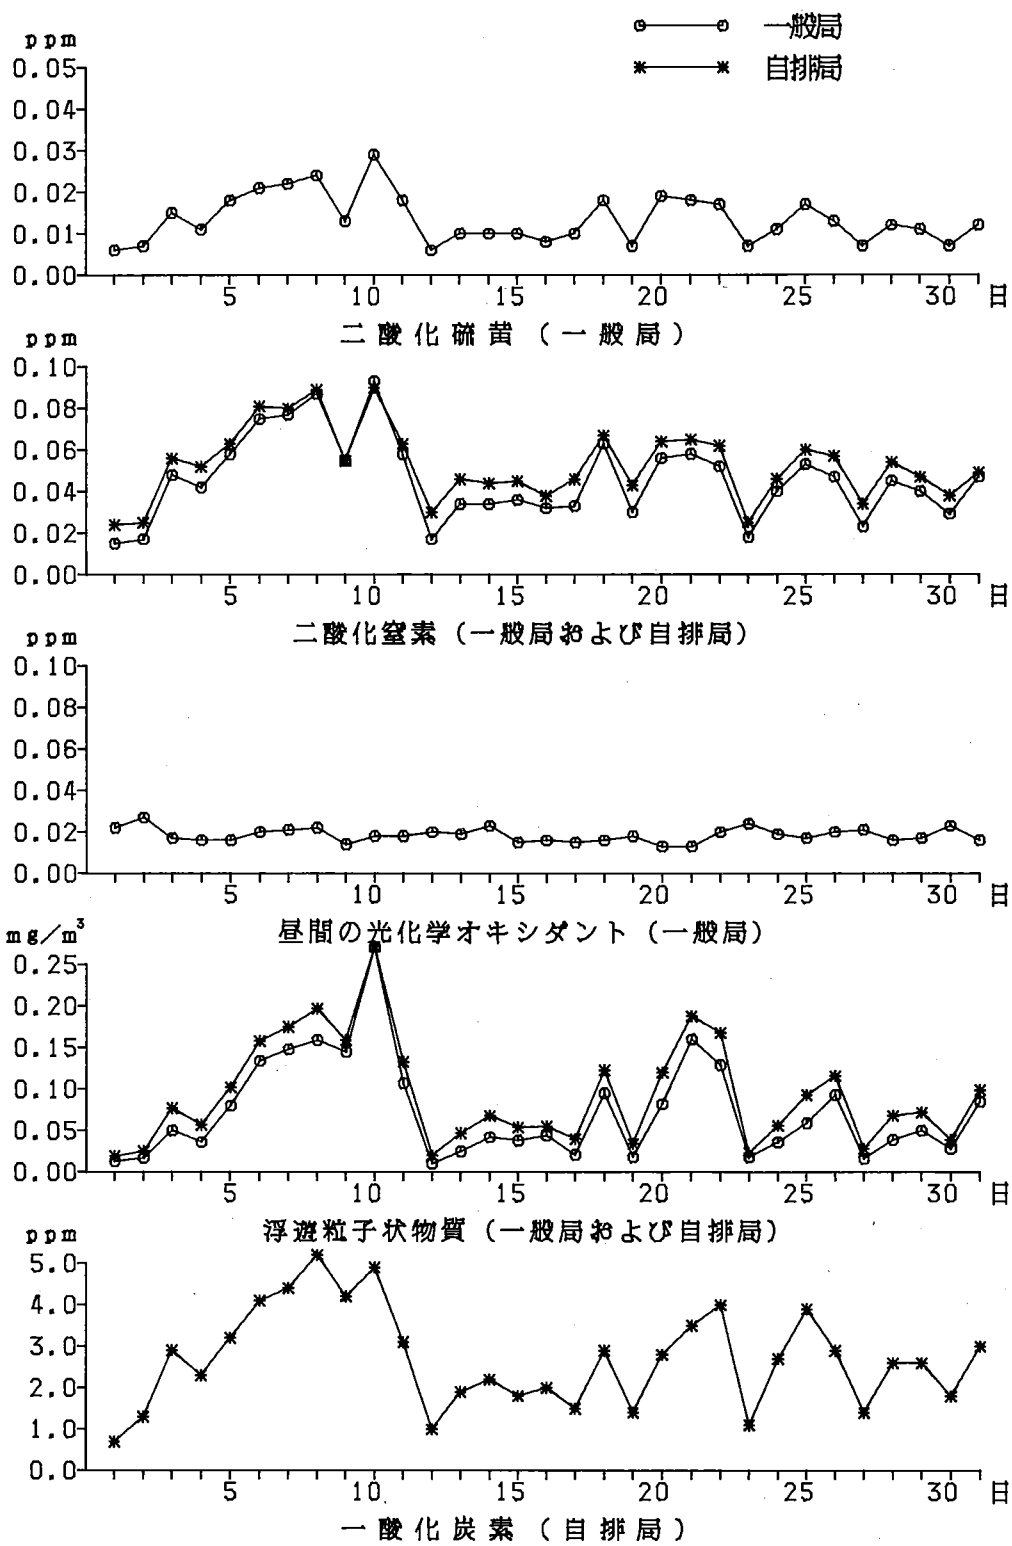 一般局
自排局
ppm
0.05
0.04
0.03
0.02
0.01
0.00
5 10 15 20 25 30 日
二酸化硫黄（一般局）
ppm
0.10
0.08
0.06
0.04
0.02
0.00
5 10 15 20 25 30 日
二酸化窒素（一般局および自排局）
ppm
0.10
0.08
0.06
0.04
0.02
0.00
5 10 15 20 25 30 日
昼間の光化学オキシダント（一般局）
mg/m³
0.25
0.20
0.15
0.10
0.05
0.00
5 10 15 20 25 30 日
浮遊粒子状物質（一般局および自排局）
ppm
5.0
4.0
3.0
2.0
1.0
0.0
5 10 15 20 25 30 日
一酸化炭素（自排局）